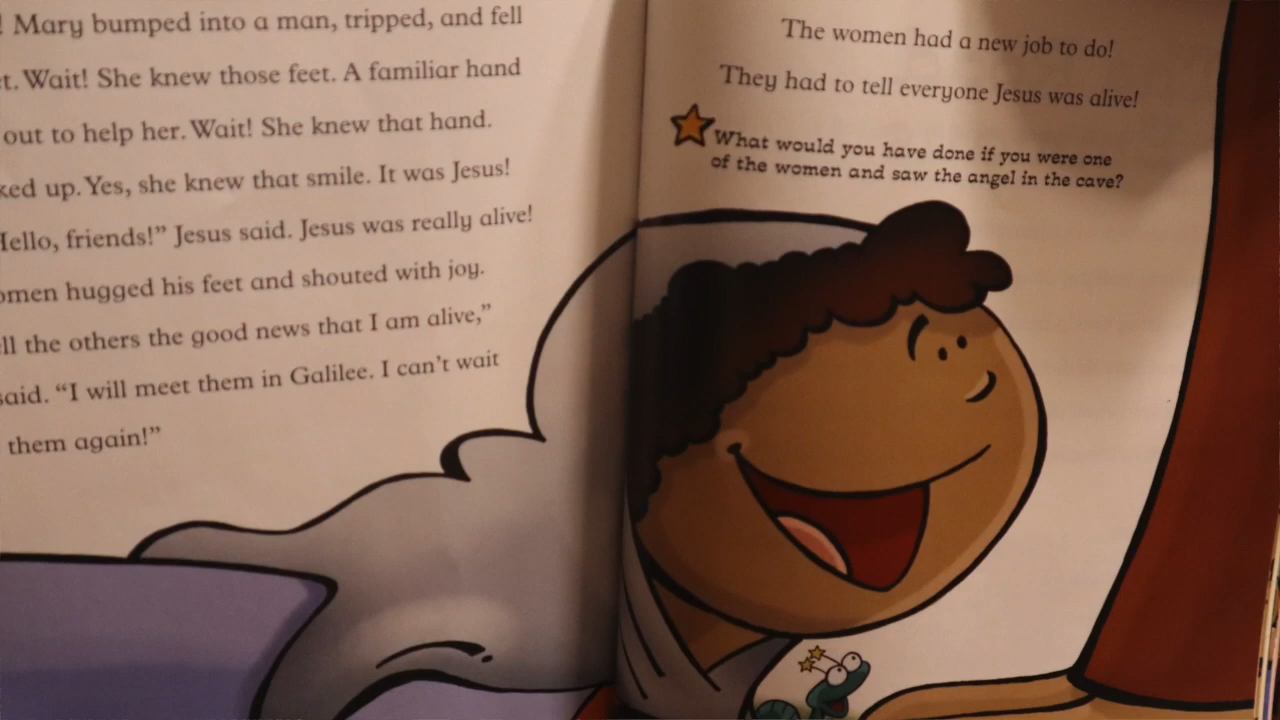 ! Mary bumped into a man, tripped, and fell
t. Wait! She knew those feet. A familiar hand
out to help her. Wait! She knew that hand.
ked up. Yes, she knew that smile. It was Jesus!
Hello, friends!” Jesus said. Jesus was really alive!
omen hugged his feet and shouted with joy.
ll the others the good news that I am alive,”
said. “I will meet them in Galilee. I can’t wait
them again!”
The women had a new job to do!
They had to tell everyone Jesus was alive!
What would you have done if you were one
of the women and saw the angel in the cave?